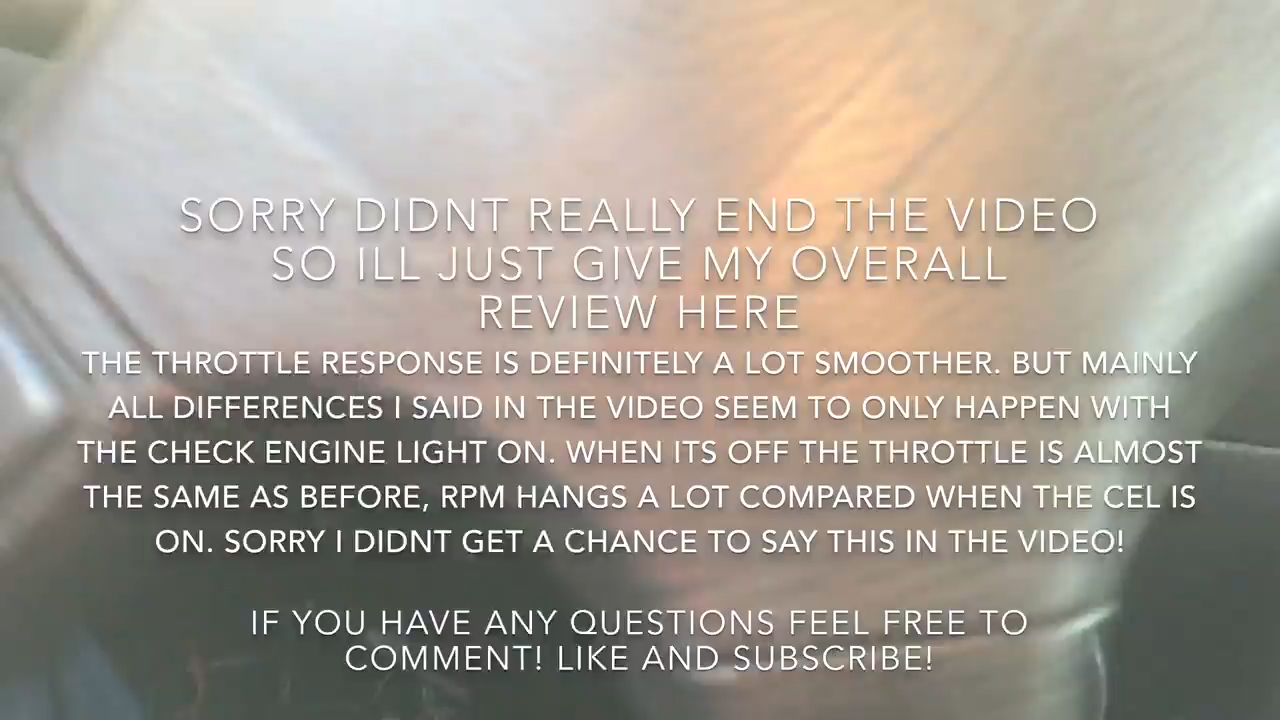 SORRY DIDNT REALLY END THE VIDEO
SO ILL JUST GIVE MY OVERALL
REVIEW HERE
THE THROTTLE RESPONSE IS DEFINITELY A LOT SMOOTHER. BUT MAINLY
ALL DIFFERENCES I SAID IN THE VIDEO SEEM TO ONLY HAPPEN WITH
THE CHECK ENGINE LIGHT ON. WHEN ITS OFF THE THROTTLE IS ALMOST
THE SAME AS BEFORE, RPM HANGS A LOT COMPARED WHEN THE CEL IS
ON. SORRY I DIDNT GET A CHANCE TO SAY THIS IN THE VIDEO!
IF YOU HAVE ANY QUESTIONS FEEL FREE TO
COMMENT! LIKE AND SUBSCRIBE!